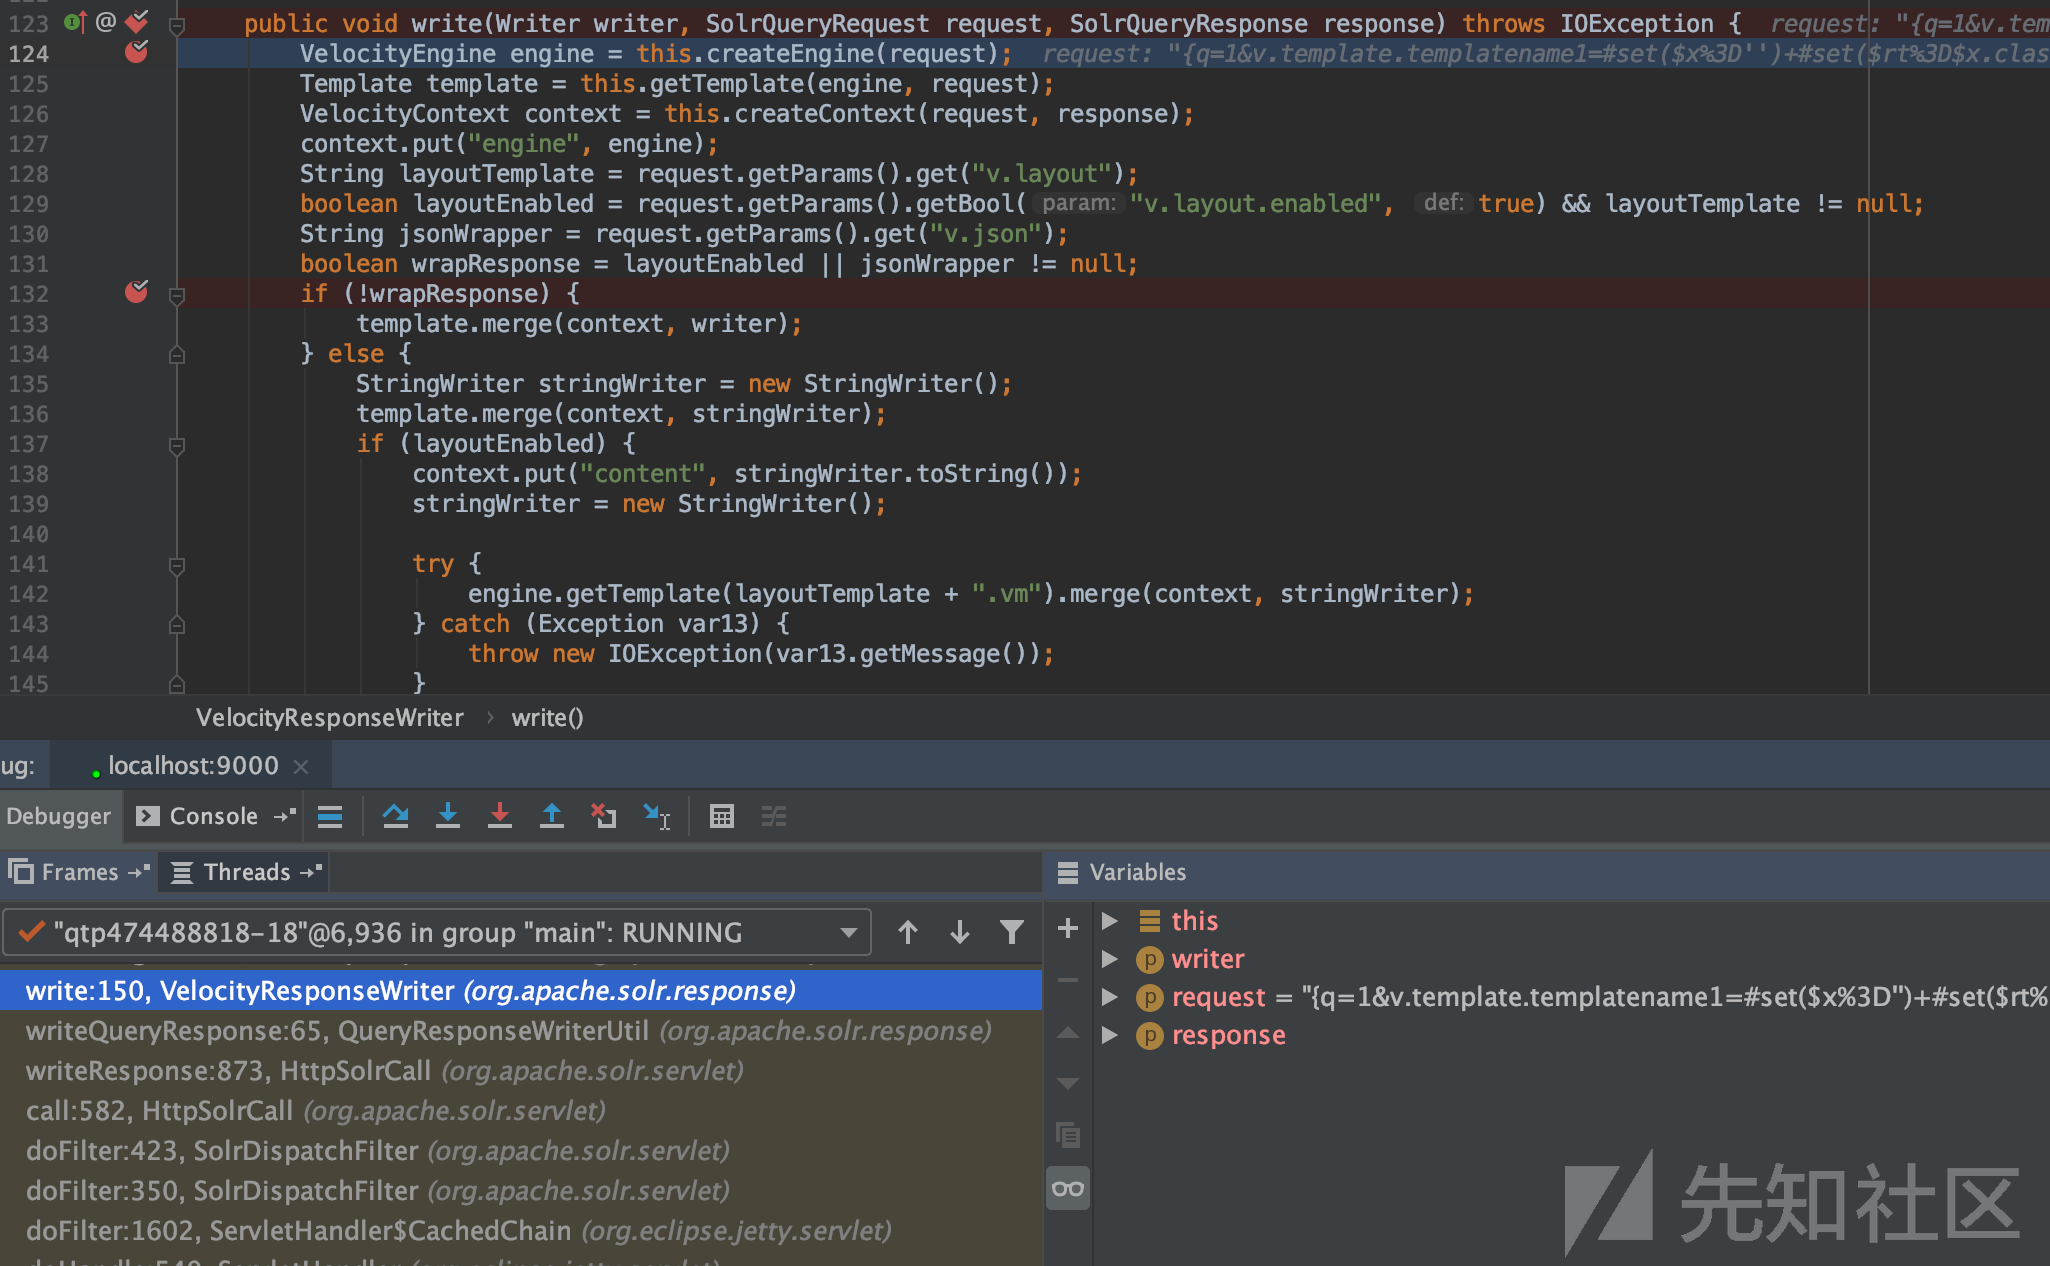 123 @ public void write(Writer writer, SolrQueryRequest request, SolrQueryResponse response) throws IOException { request: "{q=1&v.tem
124 VelocityEngine engine = this.createEngine(request); request: "{q=1&v.template.templatename1=#set($x%3D'')+#set($rt%3D$x.clas
125 Template template = this.getTemplate(engine, request);
126 VelocityContext context = this.createContext(request, response);
127 context.put("engine", engine);
128 String layoutTemplate = request.getParams().get("v.layout");
129 boolean layoutEnabled = request.getParams().getBool( param: "v.layout.enabled", def: true) && layoutTemplate != null;
130 String jsonWrapper = request.getParams().get("v.json");
131 boolean wrapResponse = layoutEnabled || jsonWrapper != null;
132 if (!wrapResponse) {
133 template.merge(context, writer);
134 } else {
135 StringWriter stringWriter = new StringWriter();
136 template.merge(context, stringWriter);
137 if (layoutEnabled) {
138 context.put("content", stringWriter.toString());
139 stringWriter = new StringWriter();
140
141 try {
142 engine.getTemplate(layoutTemplate + ".vm").merge(context, stringWriter);
143 } catch (Exception var13) {
144 throw new IOException(var13.getMessage());
145 }
VelocityResponseWriter › write()
ug: localhost:9000
Debugger Console
Frames Threads
"qtp474488818-18"@6,936 in group "main": RUNNING
write:150, VelocityResponseWriter (org.apache.solr.response)
writeQueryResponse:65, QueryResponseWriterUtil (org.apache.solr.response)
writeResponse:873, HttpSolrCall (org.apache.solr.servlet)
call:582, HttpSolrCall (org.apache.solr.servlet)
doFilter:423, SolrDispatchFilter (org.apache.solr.servlet)
doFilter:350, SolrDispatchFilter (org.apache.solr.servlet)
doFilter:1602, ServletHandler$CachedChain (org.eclipse.jetty.servlet)
Variables
this
writer
request = "{q=1&v.template.templatename1=#set($x%3D'')+#set($rt%
response
先知社区